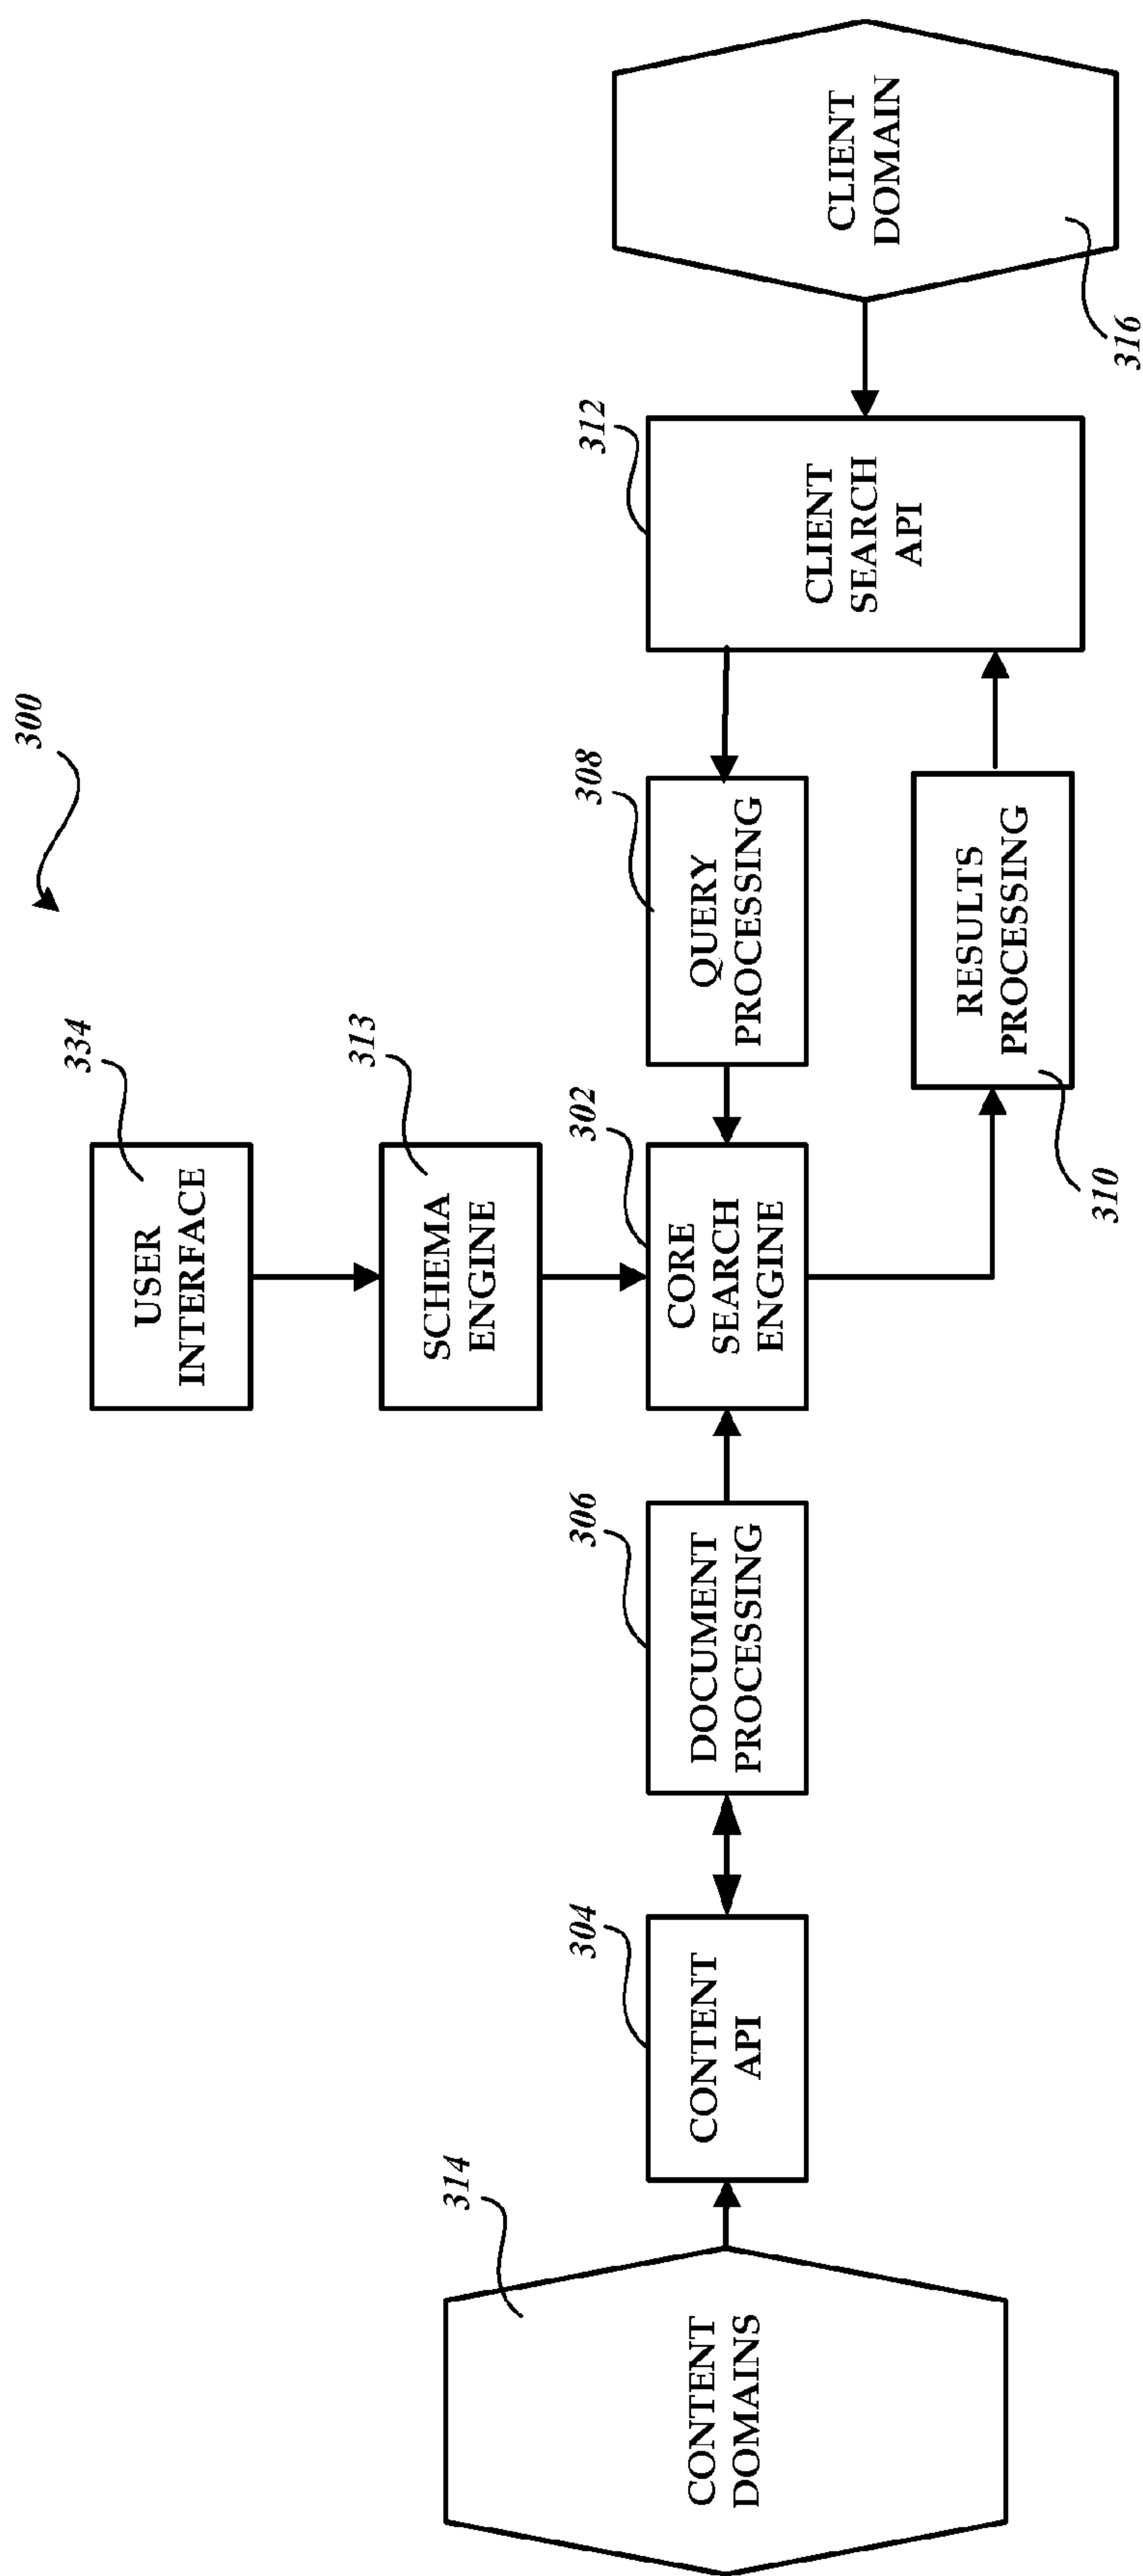 300
334
USER
INTERFACE
313
SCHEMA
ENGINE
314
CONTENT
DOMAINS
304
CONTENT
API
306
DOCUMENT
PROCESSING
302
CORE
SEARCH
ENGINE
308
QUERY
PROCESSING
312
CLIENT
SEARCH
API
CLIENT
DOMAIN
316
RESULTS
PROCESSING
310